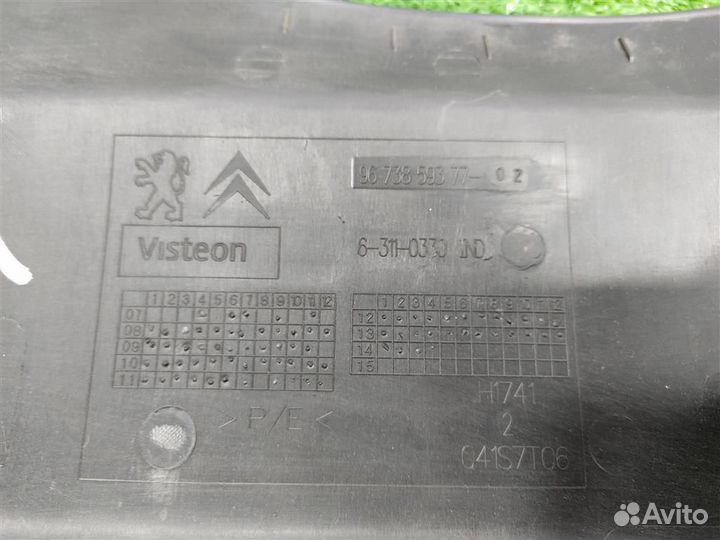 96 738 593 77- 02
Visteon
6-311-0330 IND
1 2 3 4 5 6 7 8 9 10 11 12
07
08
09
10
11
1 2 3 4 5 6 7 8 9 10 11 12
12
13
14
15
>P/E<
H1741
2
041S7T06
Avito